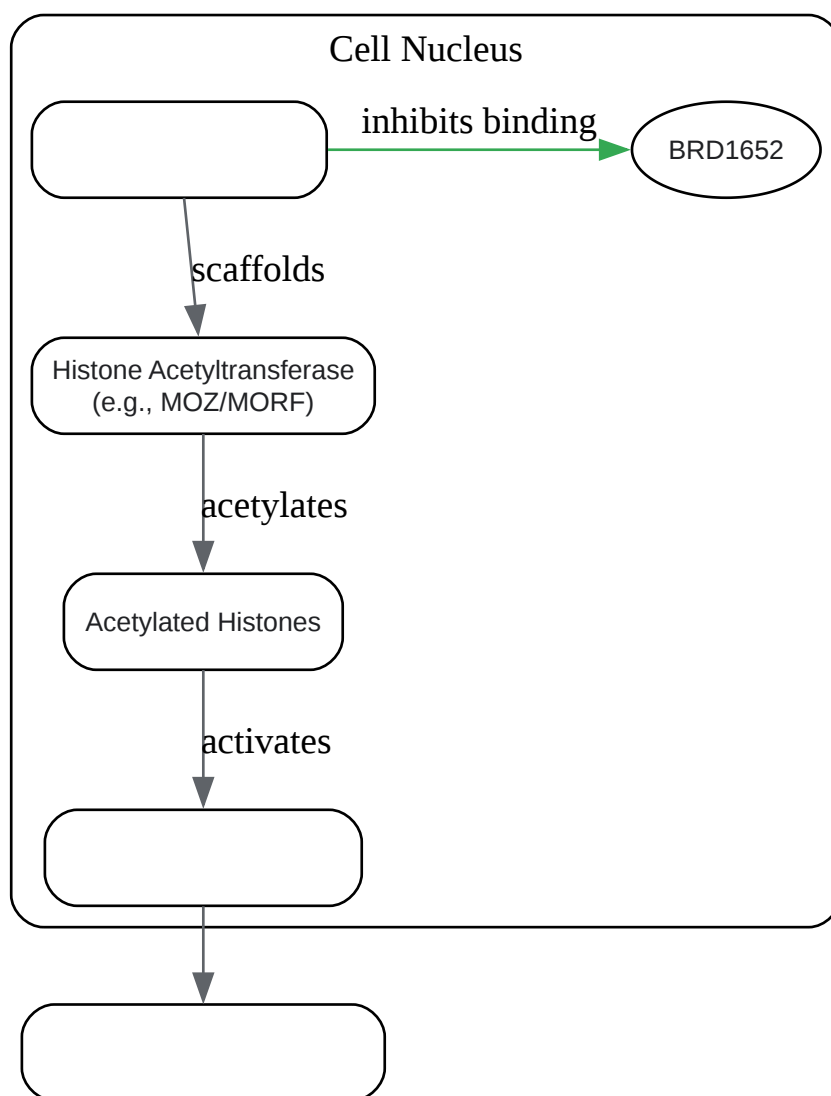 Cell Nucleus
inhibits binding
BRD1652
scaffolds
Histone Acetyltransferase
(e.g., MOZ/MORF)
acetylates
Acetylated Histones
activates